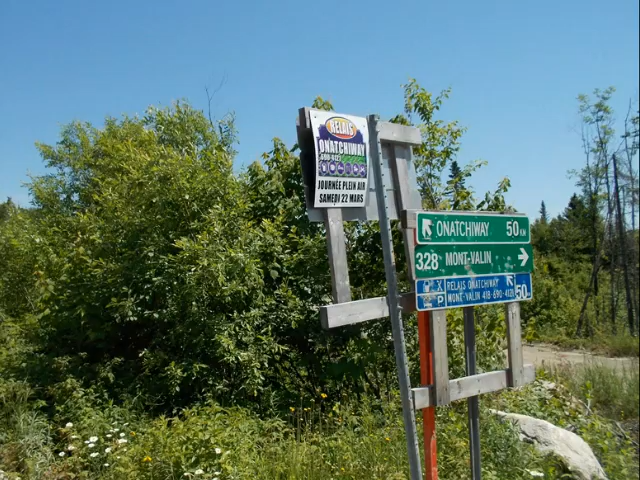 RELAIS
ONATCHIWAY
JOURNÉE PLEIN AIR
SAMEDI 22 MARS
ONATCHIWAY 50 KM
328 MONT-VALIN
RELAIS ONATCHIWAY
MONT-VALIN 418-690-4121 50
P